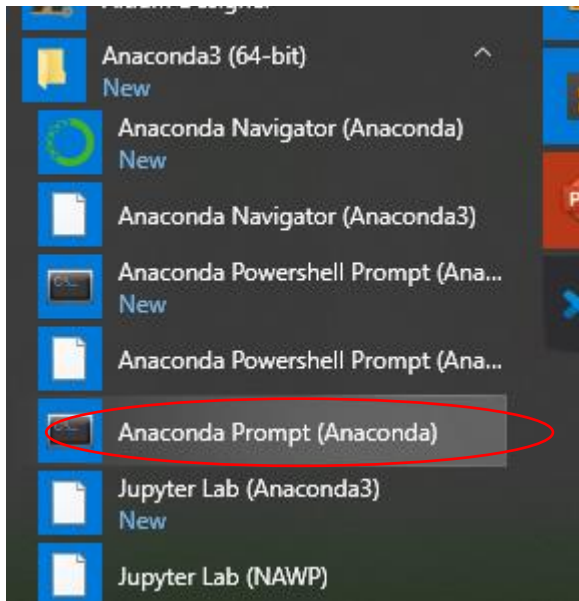 Anaconda3 (64-bit)
New
Anaconda Navigator (Anaconda)
New
Anaconda Navigator (Anaconda3)
Anaconda Powershell Prompt (Ana...
New
Anaconda Powershell Prompt (Ana...
Anaconda Prompt (Anaconda)
Jupyter Lab (Anaconda3)
New
Jupyter Lab (NAWP)